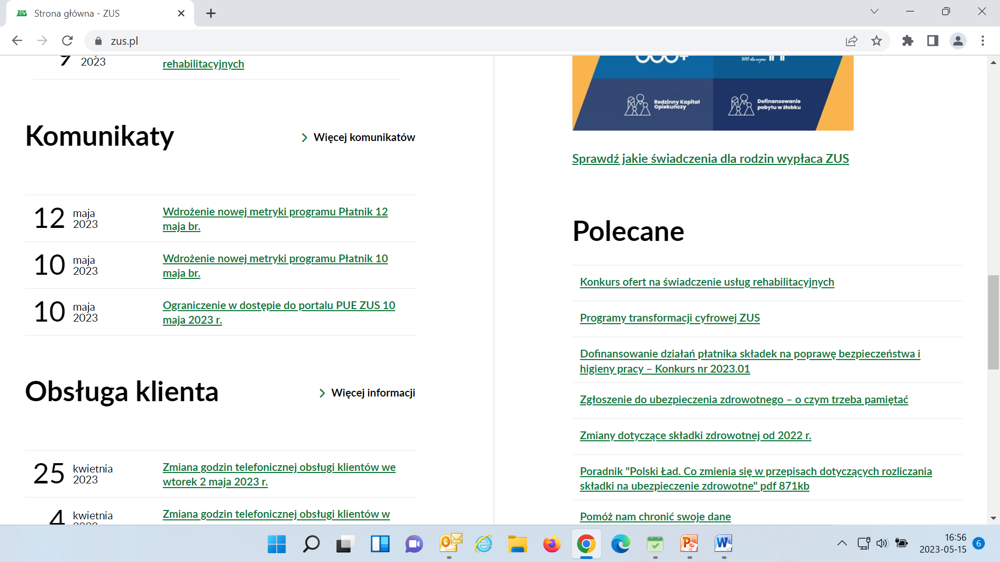 Strona główna - ZUS
zus.pl
9 2023
rehabilitacyjnych
Komunikaty
Więcej komunikatów
12 maja 2023
Wdrożenie nowej metryki programu Płatnik 12
maja br.
10 maja 2023
Wdrożenie nowej metryki programu Płatnik 10
maja br.
10 maja 2023
Ograniczenie w dostępie do portalu PUE ZUS 10
maja 2023 r.
Obsługa klienta
Więcej informacji
25 kwietnia 2023
Zmiana godzin telefonicznej obsługi klientów we
wtorek 2 maja 2023 r.
4 kwietnia
Zmiana godzin telefonicznej obsługi klientów w
300 dla ucznia
Rodzinny Kapitał
Opiekuńczy
Dofinansowanie
pobytu w żłobku
Sprawdź jakie świadczenia dla rodzin wypłaca ZUS
Polecane
Konkurs ofert na świadczenie usług rehabilitacyjnych
Programy transformacji cyfrowej ZUS
Dofinansowanie działań płatnika składek na poprawę bezpieczeństwa i
higieny pracy – Konkurs nr 2023.01
Zgłoszenie do ubezpieczenia zdrowotnego – o czym trzeba pamiętać
Zmiany dotyczące składki zdrowotnej od 2022 r.
Poradnik "Polski Ład. Co zmienia się w przepisach dotyczących rozliczania
składki na ubezpieczenie zdrowotne" pdf 871kb
Pomóż nam chronić swoje dane
16:56
2023-05-15
6